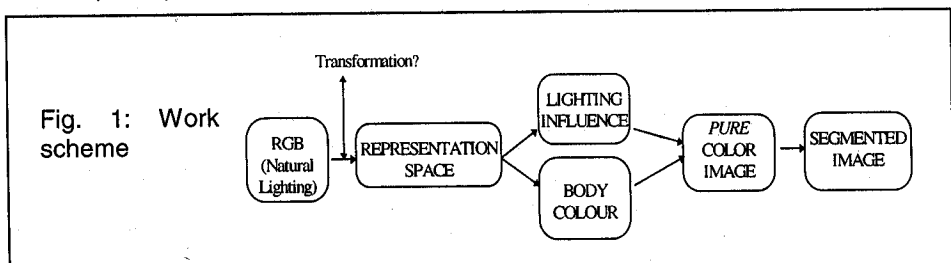 Fig. 1: Work
scheme
Transformation?
RGB
(Natural
Lighting)
REPRESENTATION
SPACE
LIGHTING
INFLUENCE
BODY
COLOUR
PURE
COLOR
IMAGE
SEGMENTED
IMAGE